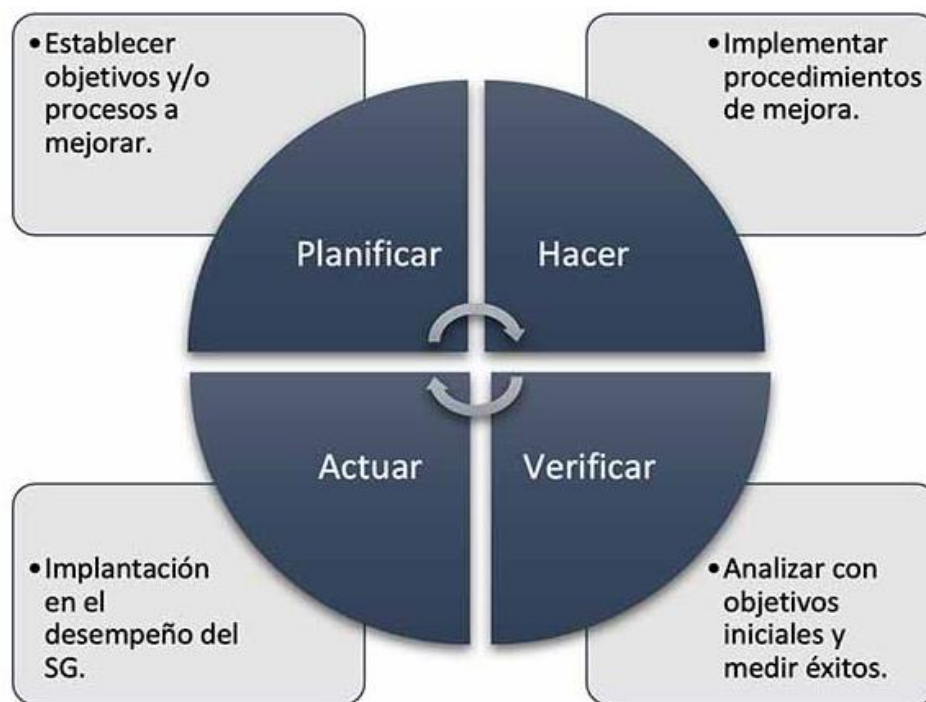 •Establecer
objetivos y/o
procesos a
mejorar.
•Implementar
procedimientos
de mejora.
Planificar
Hacer
Actuar
Verificar
•Implantación
en el
desempeño del
SG.
•Analizar con
objetivos
iniciales y
medir éxitos.